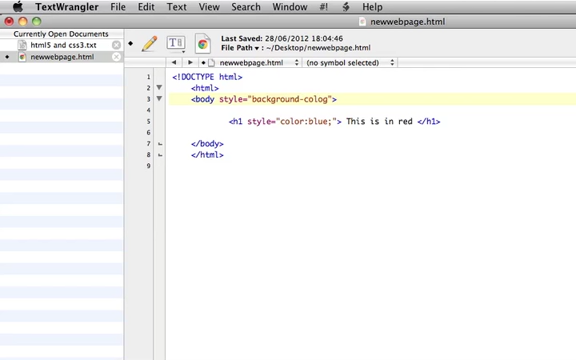 TextWrangler File Edit Text View Search Window #! Help
newwebpage.html
Currently Open Documents
html5 and css3.txt
newwebpage.html
Last Saved: 28/06/2012 18:04:46
File Path ▾ : ~/Desktop/newwebpage.html
newwebpage.html (no symbol selected)
1 <!DOCTYPE html>
2 <html>
3 <body style="background-colog">
4
5 <h1 style="color:blue;"> This is in red </h1>
6
7 </body>
8 </html>
9